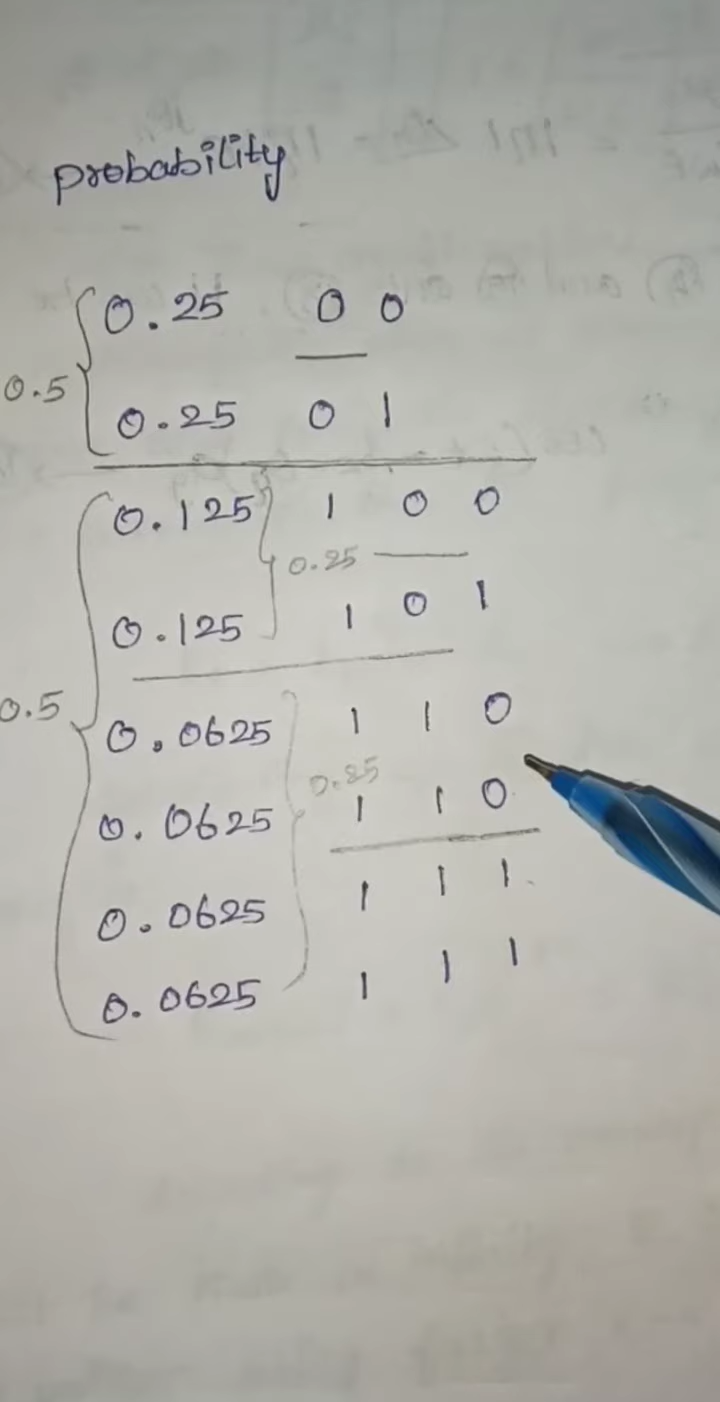 probability
0.25 0 0
0.5
0.25 0 1
0.125 1 0 0
0.25
0.125 1 0 1
0.5
0.0625 1 1 0
0.25
0.0625 1 1 0
0.0625 1 1 1
0.0625 1 1 1